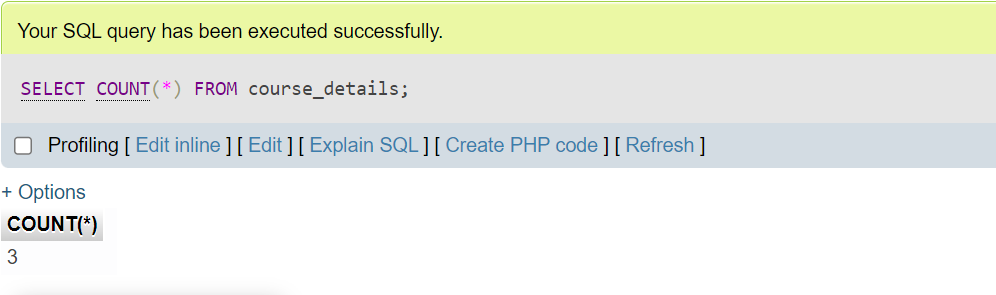 Your SQL query has been executed successfully.
SELECT COUNT(*) FROM course_details;
Profiling [ Edit inline ] [ Edit ] [ Explain SQL ] [ Create PHP code ] [ Refresh ]
+ Options
COUNT(*)
3